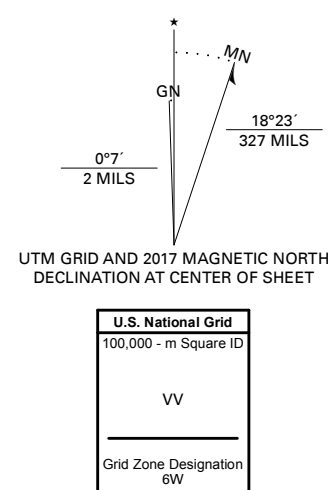 ★
MN
GN
18°23´
327 MILS
0°7´
2 MILS
UTM GRID AND 2017 MAGNETIC NORTH
DECLINATION AT CENTER OF SHEET
U.S. National Grid
100,000 - m Square ID
VV
Grid Zone Designation
6W